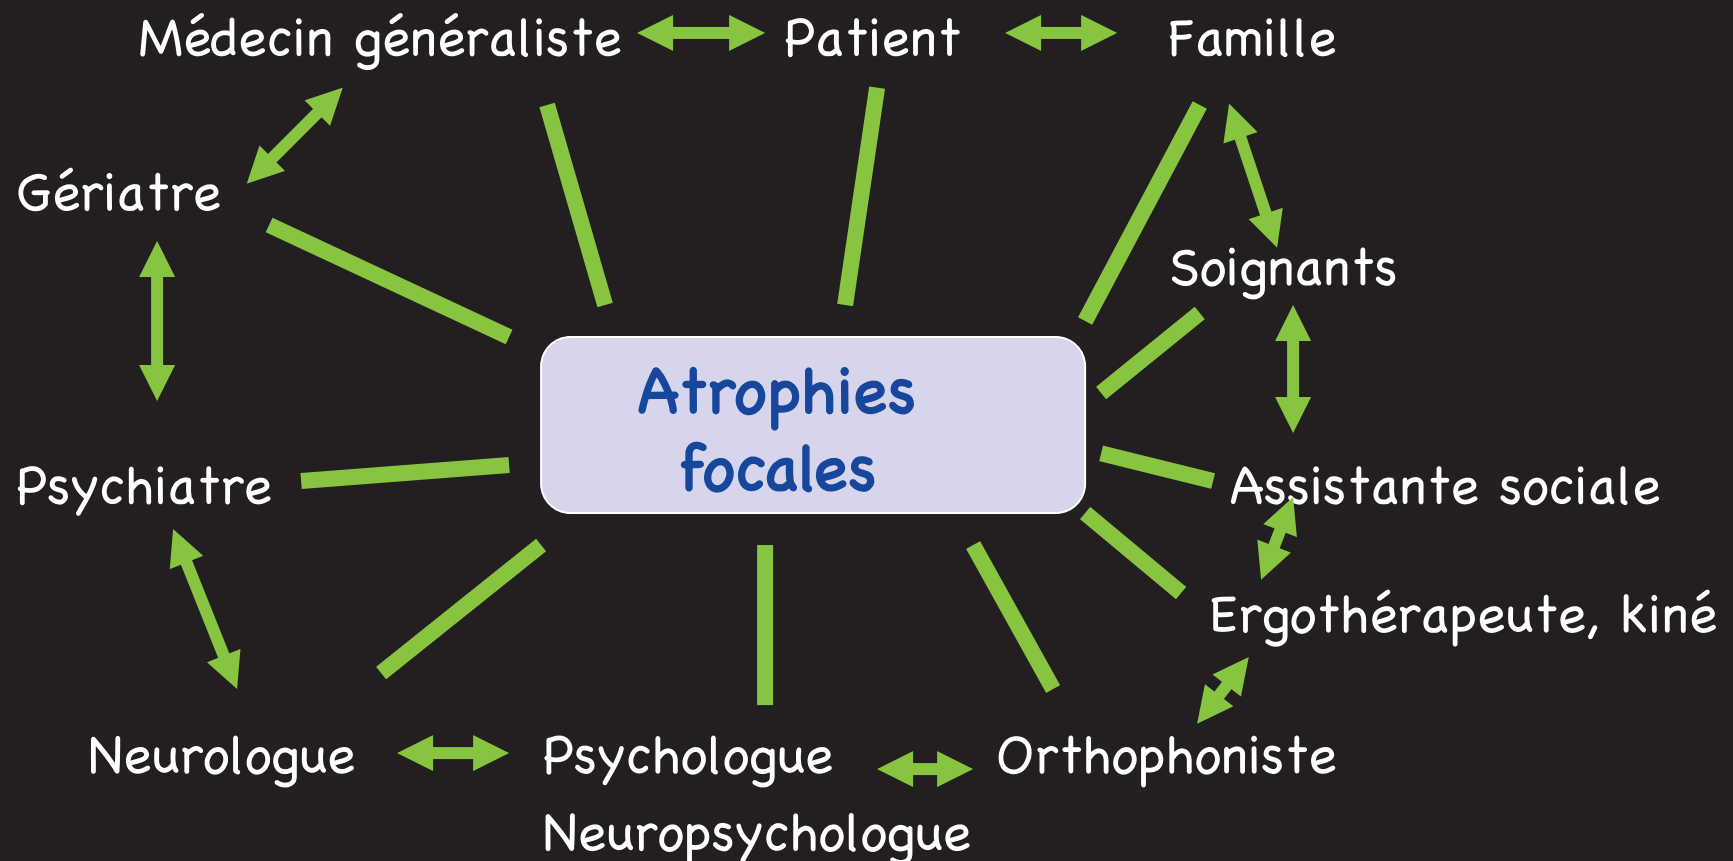 Médecin généraliste
Patient
Famille
Gériatre
Soignants
Atrophies
focales
Psychiatre
Assistante sociale
Ergothérapeute, kiné
Neurologue
Psychologue
Orthophoniste
Neuropsychologue